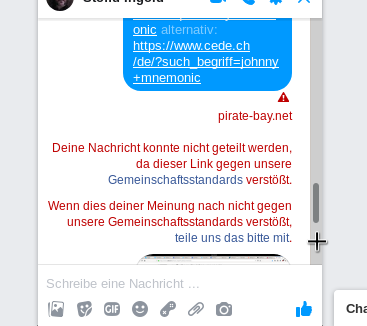 onic alternativ:
https://www.cede.ch
/de/?such_begriff=johnny
+mnemonic
pirate-bay.net
Deine Nachricht konnte nicht geteilt werden,
da dieser Link gegen unsere
Gemeinschaftsstandards verstößt.
Wenn dies deiner Meinung nach nicht gegen
unsere Gemeinschaftsstandards verstößt,
teile uns das bitte mit.
Schreibe eine Nachricht ...
GIF
Cha